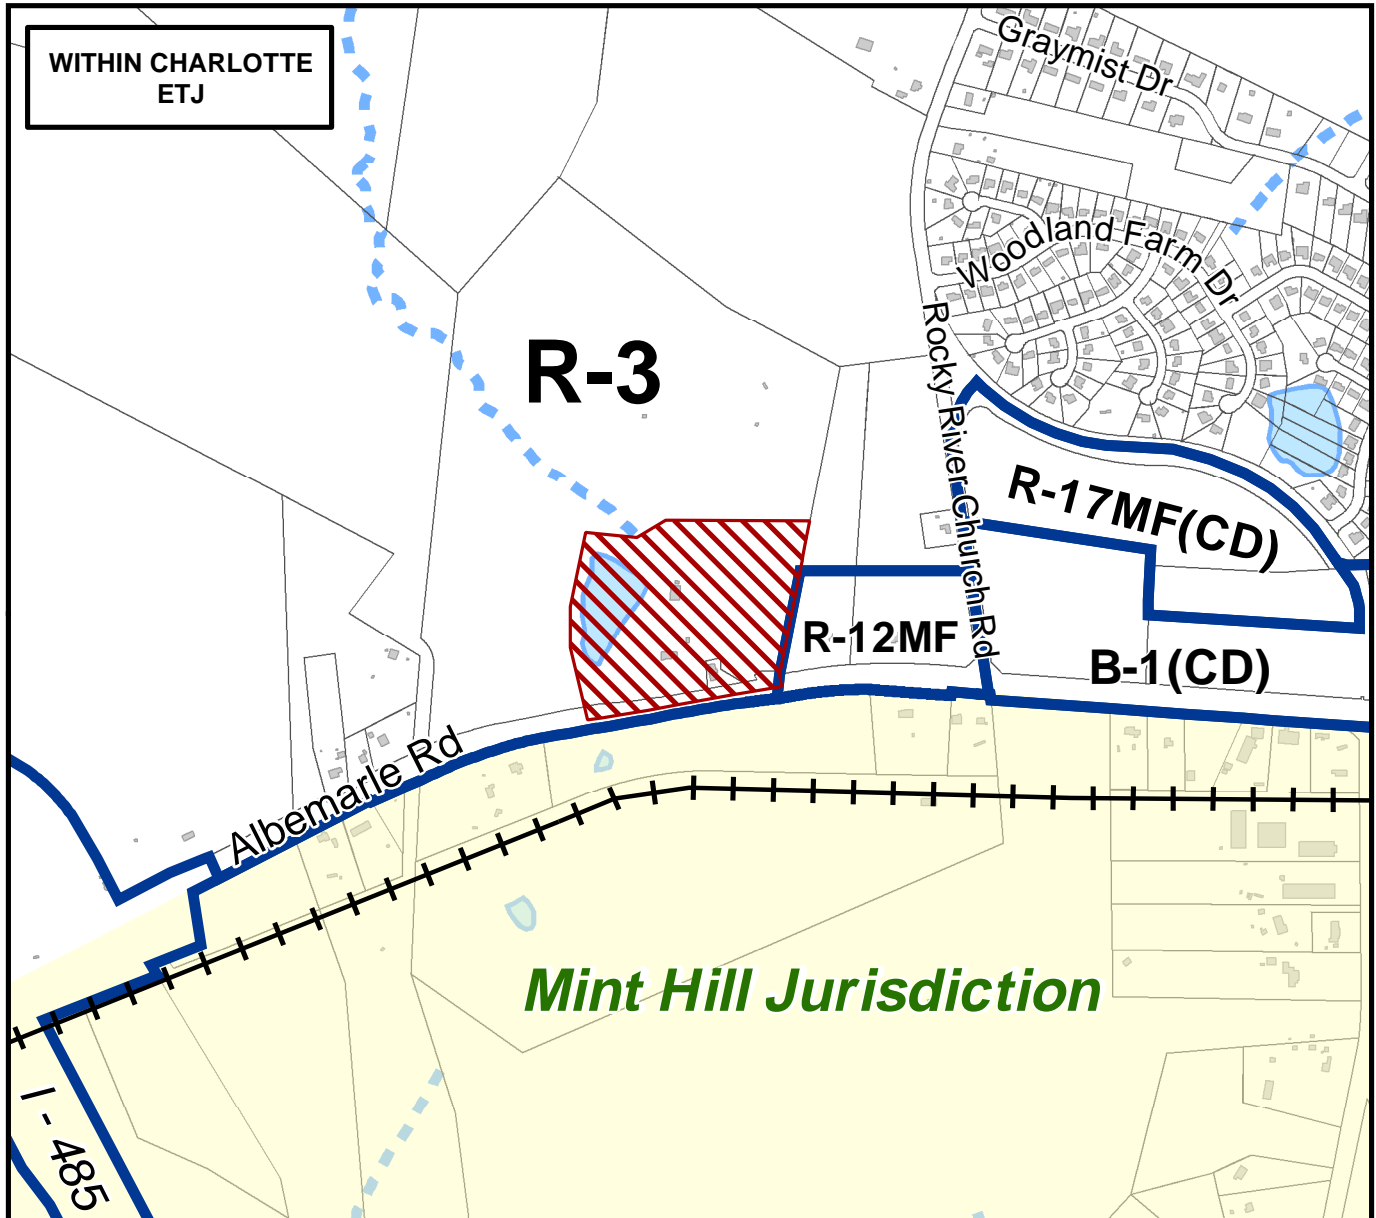 WITHIN CHARLOTTE
ETJ
Graymist Dr
Woodland Farm Dr
R-3
Rocky River Church Rd
R-17MF(CD)
R-12MF
B-1(CD)
Albemarle Rd
Mint Hill Jurisdiction
I - 485